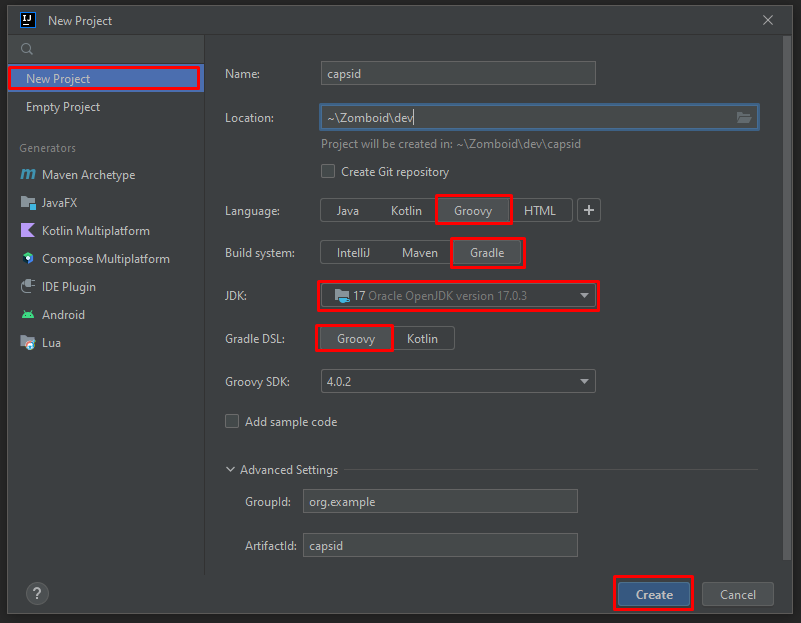 IJ New Project
New Project
Empty Project
Generators
m Maven Archetype
JavaFX
Kotlin Multiplatform
Compose Multiplatform
IDE Plugin
Android
Lua
Name: capsid
Location: ~\Zomboid\dev
Project will be created in: ~\Zomboid\dev\capsid
Create Git repository
Language: Java Kotlin Groovy HTML +
Build system: IntelliJ Maven Gradle
JDK: 17 Oracle OpenJDK version 17.0.3
Gradle DSL: Groovy Kotlin
Groovy SDK: 4.0.2
Add sample code
Advanced Settings
GroupId: org.example
ArtifactId: capsid
? Create Cancel